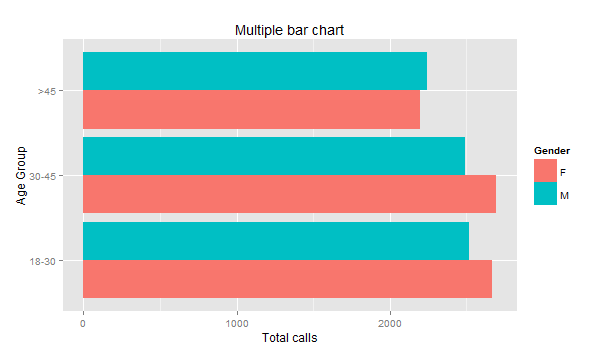 Multiple bar chart
Age Group
>45
30-45
18-30
0
1000
2000
Total calls
Gender
F
M